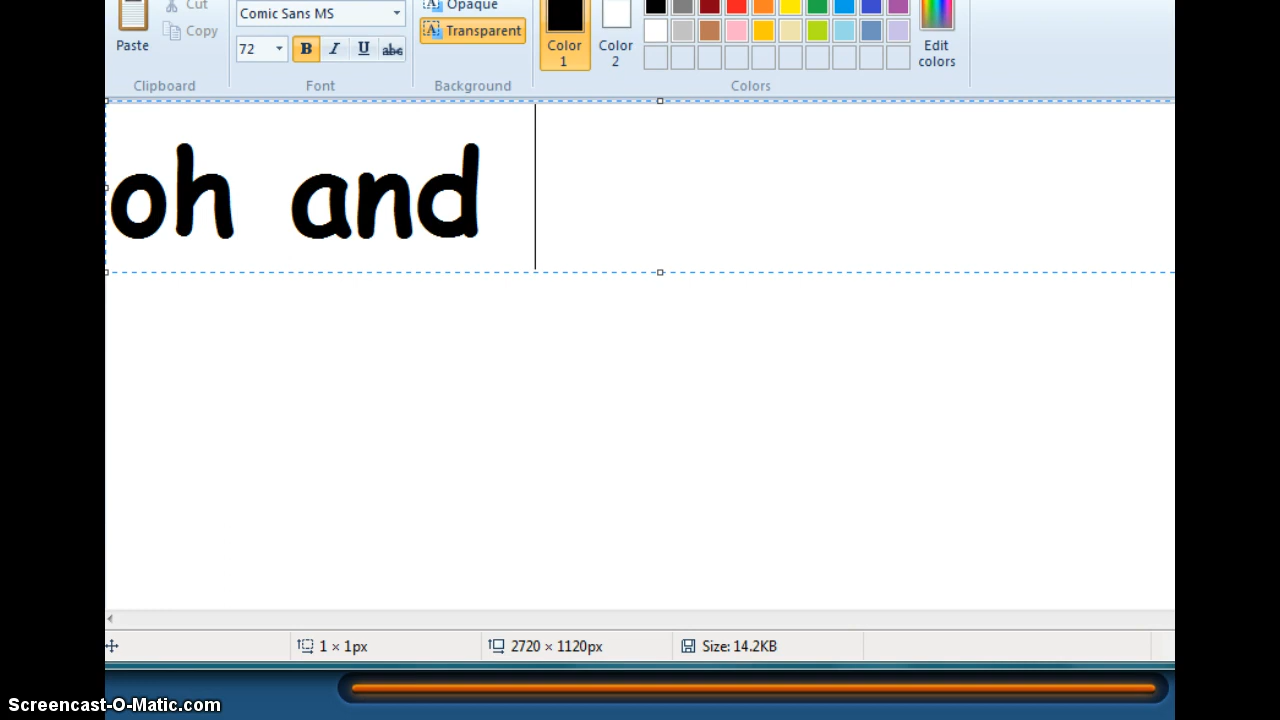 Cut
Opaque
Comic Sans MS
Copy
Transparent
Paste
72 B I U abc
Color 1
Color 2
Edit colors
Clipboard
Font
Background
Colors
oh and
1 × 1px
2720 × 1120px
Size: 14.2KB
Screencast-O-Matic.com